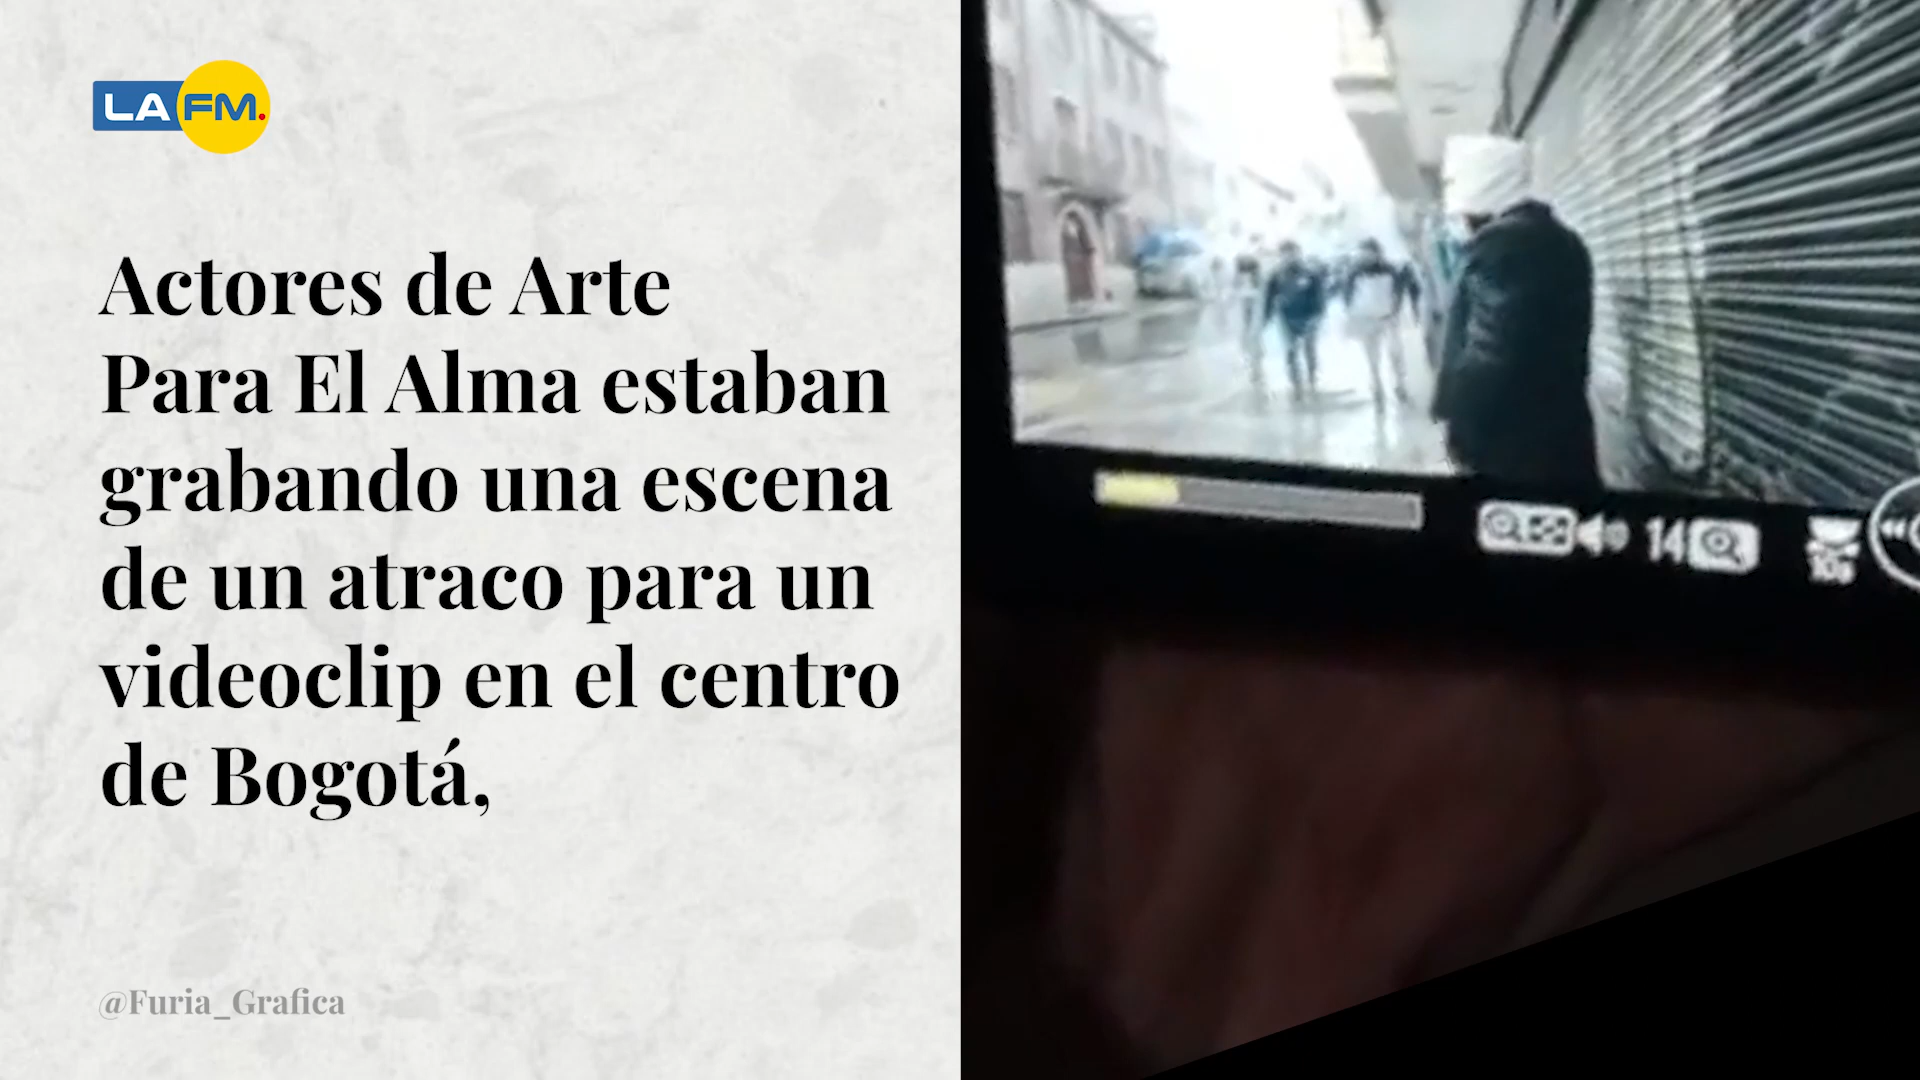 LA FM.
Actores de Arte
Para El Alma estaban
grabando una escena
de un atraco para un
videoclip en el centro
de Bogotá,
@Furia_Grafica
14
10s